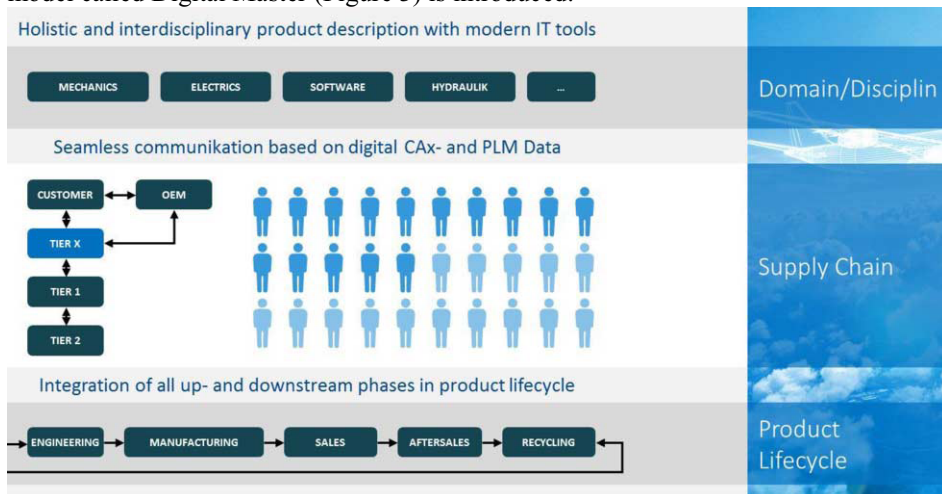 model called Digital Master (Figure 3) is introduced.
Holistic and interdisciplinary product description with modern IT tools
MECHANICS ELECTRICS SOFTWARE HYDRAULIK ...
Domain/Disciplin
Seamless communikation based on digital CAx- and PLM Data
CUSTOMER OEM
TIER X
TIER 1
TIER 2
Supply Chain
Integration of all up- and downstream phases in product lifecycle
ENGINEERING MANUFACTURING SALES AFTERSALES RECYCLING
Product
Lifecycle